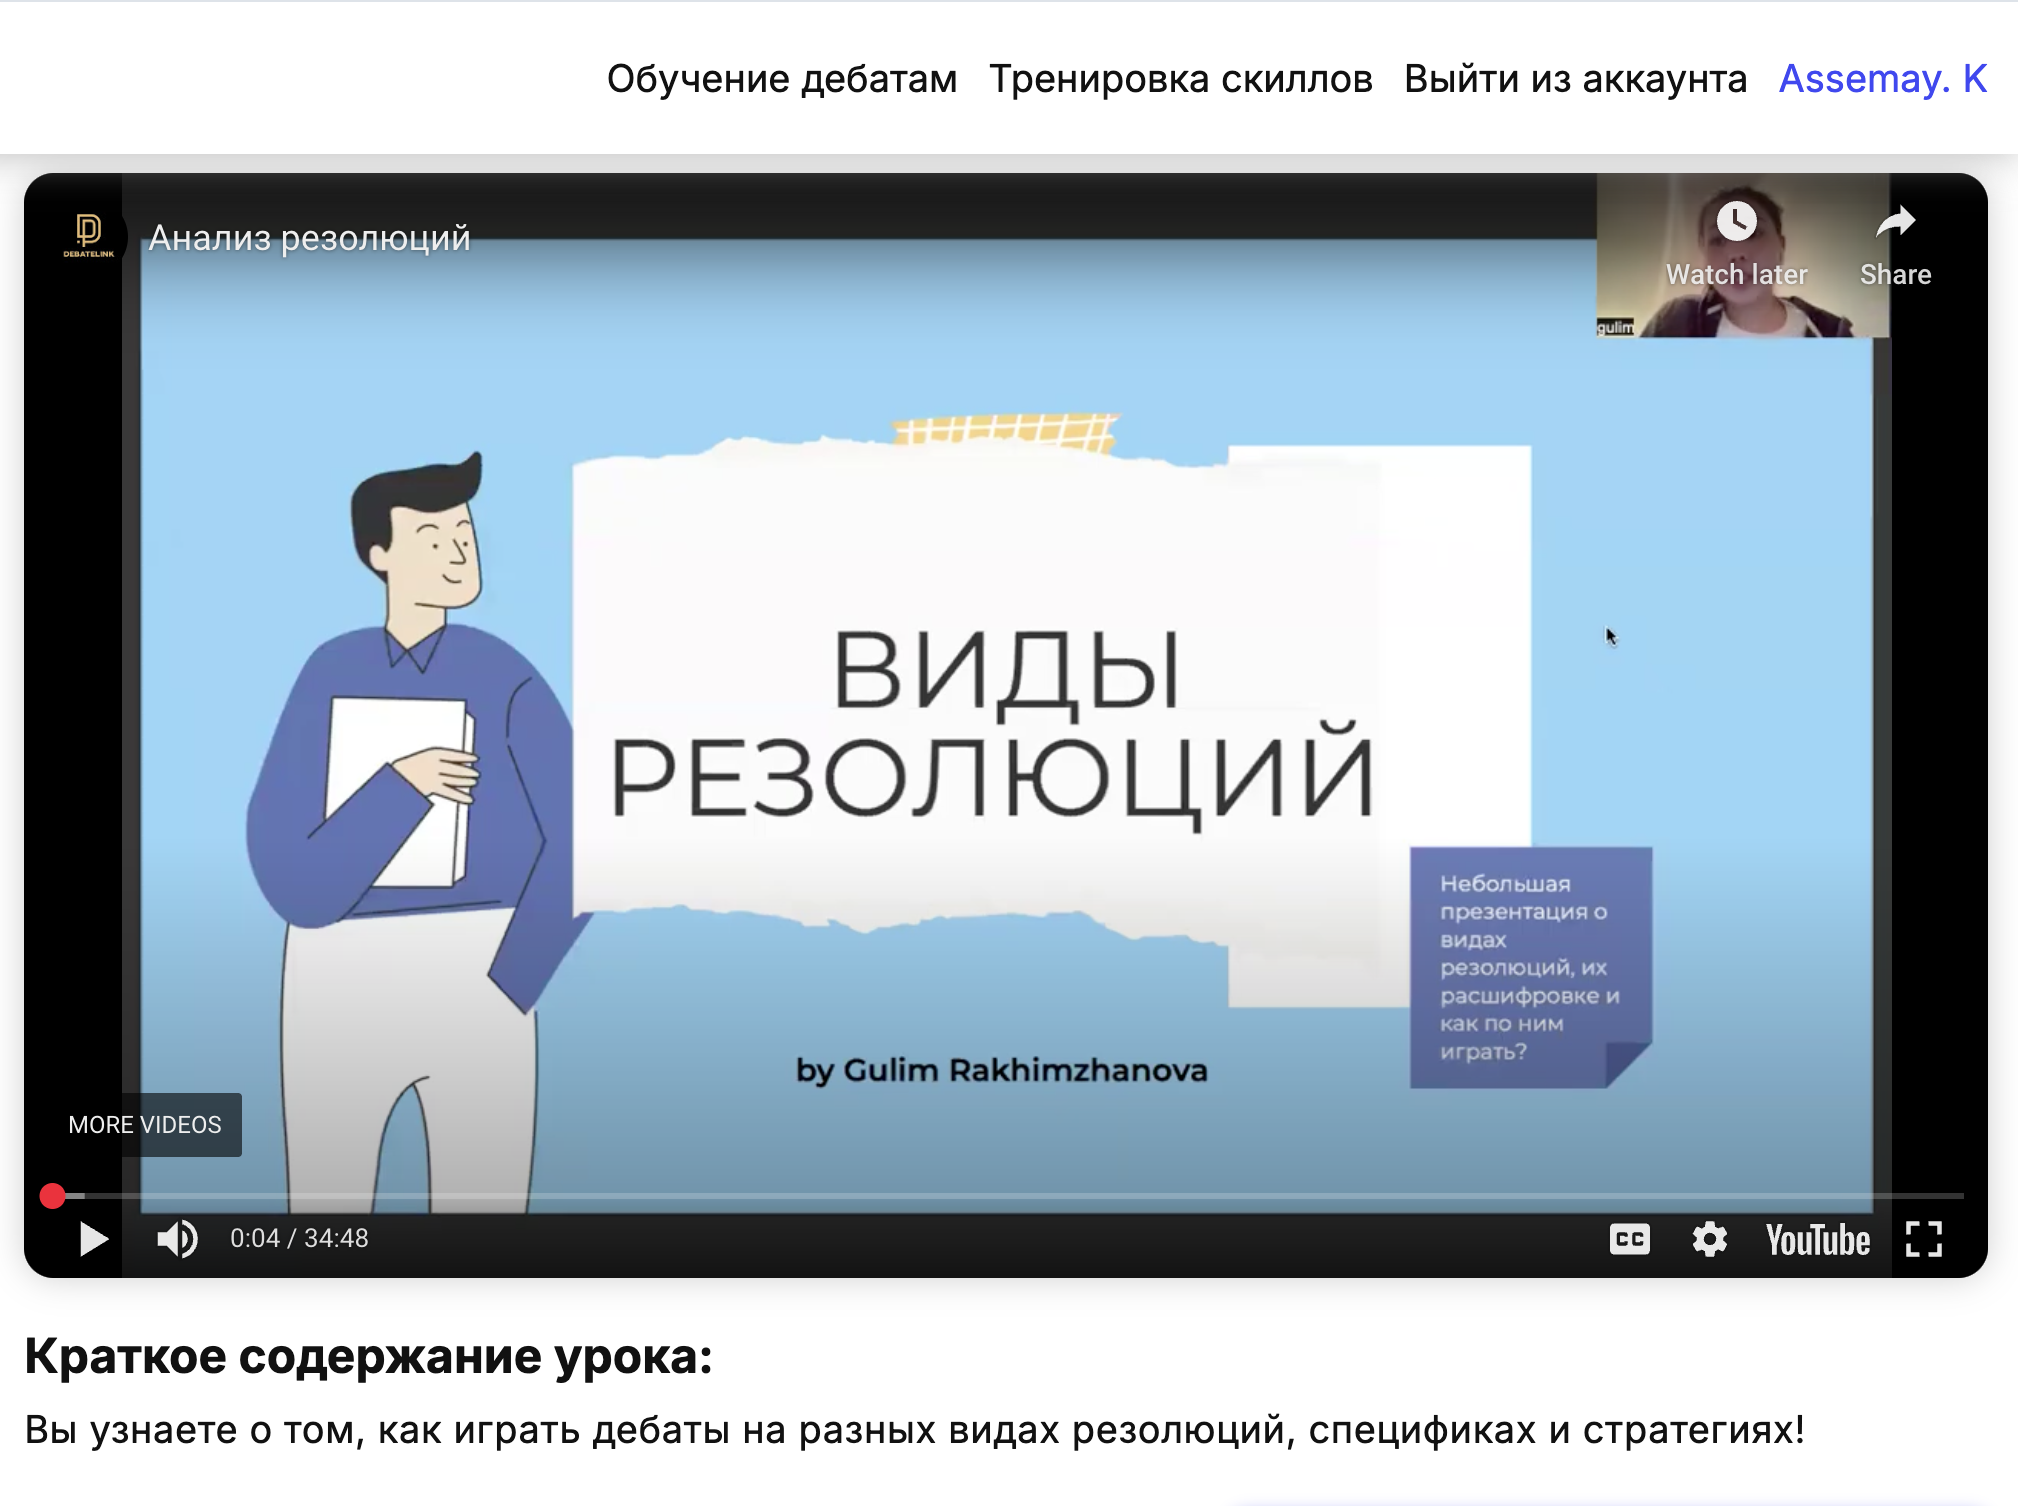 Обучение дебатам Тренировка скиллов Выйти из аккаунта Assemay. K
DEBATELINK
Анализ резолюций
Watch later
Share
gulim
ВИДЫ
РЕЗОЛЮЦИЙ
Небольшая
презентация о
видах
резолюций, их
расшифровке и
как по ним
играть?
by Gulim Rakhimzhanova
MORE VIDEOS
0:04 / 34:48
CC
YouTube
Краткое содержание урока:
Вы узнаете о том, как играть дебаты на разных видах резолюций, спецификах и стратегиях!